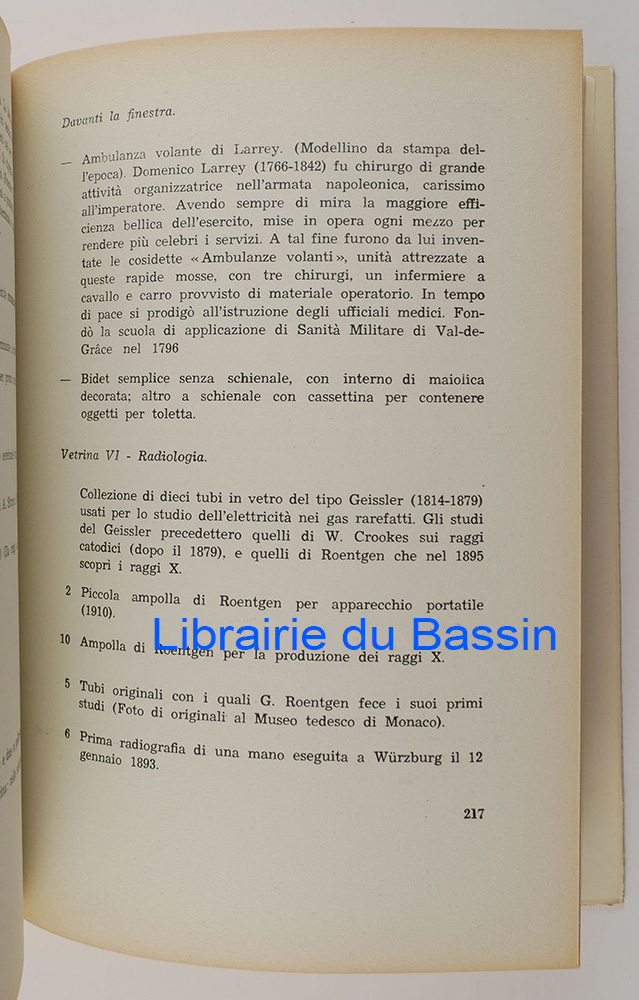 Davanti la finestra.
— Ambulanza volante di Larrey. (Modellino da stampa del-
l'epoca). Domenico Larrey (1766-1842) fu chirurgo di grande
attività organizzatrice nell'armata napoleonica, carissimo
all'imperatore. Avendo sempre di mira la maggiore effi-
cienza bellica dell'esercito, mise in opera ogni mezzo per
rendere più celebri i servizi. A tal fine furono da lui inven-
tate le cosidette «Ambulanze volanti», unità attrezzate a
queste rapide mosse, con tre chirurgi, un infermiere a
cavallo e carro provvisto di materiale operatorio. In tempo
di pace si prodigò all'istruzione degli ufficiali medici. Fon-
dò la scuola di applicazione di Sanità Militare di Val-de-
Grâce nel 1796
— Bidet semplice senza schienale, con interno di maiolica
decorata; altro a schienale con cassettina per contenere
oggetti per toletta.
Vetrina VI - Radiologia.
Collezione di dieci tubi in vetro del tipo Geissler (1814-1879)
usati per lo studio dell'elettricità nei gas rarefatti. Gli studi
del Geissler precedettero quelli di W. Crookes sui raggi
catodici (dopo il 1879), e quelli di Roentgen che nel 1895
scoprì i raggi X.
2 Piccola ampolla di Roentgen per apparecchio portatile
(1910).
Librairie du Bassin
10 Ampolla di Roentgen per la produzione dei raggi X.
5 Tubi originali con i quali G. Roentgen fece i suoi primi
studi (Foto di originali al Museo tedesco di Monaco).
6 Prima radiografia di una mano eseguita a Würzburg il 12
gennaio 1893.
217